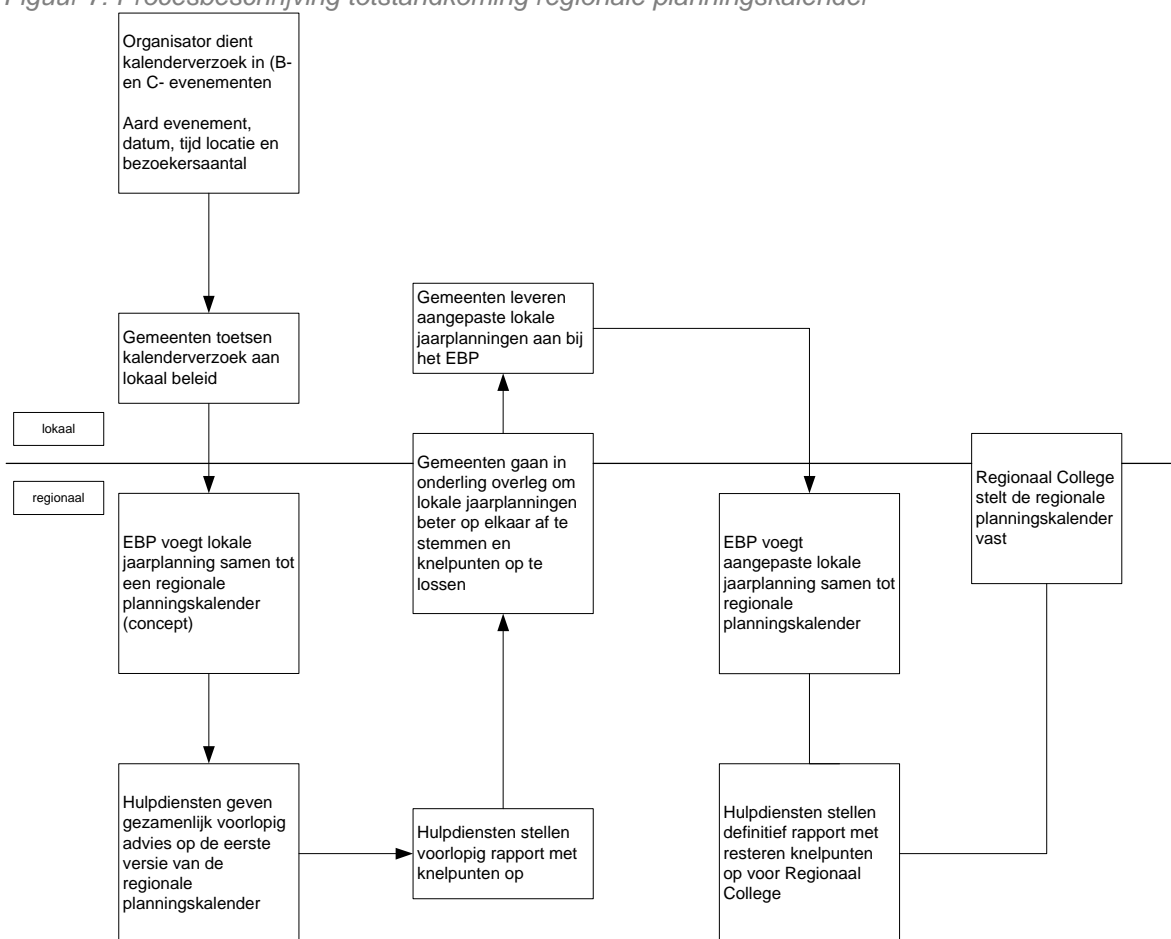 Figuur 7: Procesbeschrijving totstandkoming regionale planningskalender
Organisator dient
kalenderverzoek in (B-
en C- evenementen
Aard evenement,
datum, tijd locatie en
bezoekersaantal
Gemeenten toetsen
kalenderverzoek aan
lokaal beleid
lokaal
regionaal
EBP voegt lokale
jaarplanning samen tot
een regionale
planningskalender
(concept)
Hulpdiensten geven
gezamenlijk voorlopig
advies op de eerste
versie van de
regionale
planningskalender
Hulpdiensten stellen
voorlopig rapport met
knelpunten op
Gemeenten gaan in
onderling overleg om
lokale jaarplanningen
beter op elkaar af te
stemmen en
knelpunten op te
lossen
Gemeenten leveren
aangepaste lokale
jaarplanningen aan bij
het EBP
EBP voegt
aangepaste lokale
jaarplanning samen tot
regionale
planningskalender
Hulpdiensten stellen
definitief rapport met
resteren knelpunten
op voor Regionaal
College
Regionaal College
stelt de regionale
planningskalender
vast